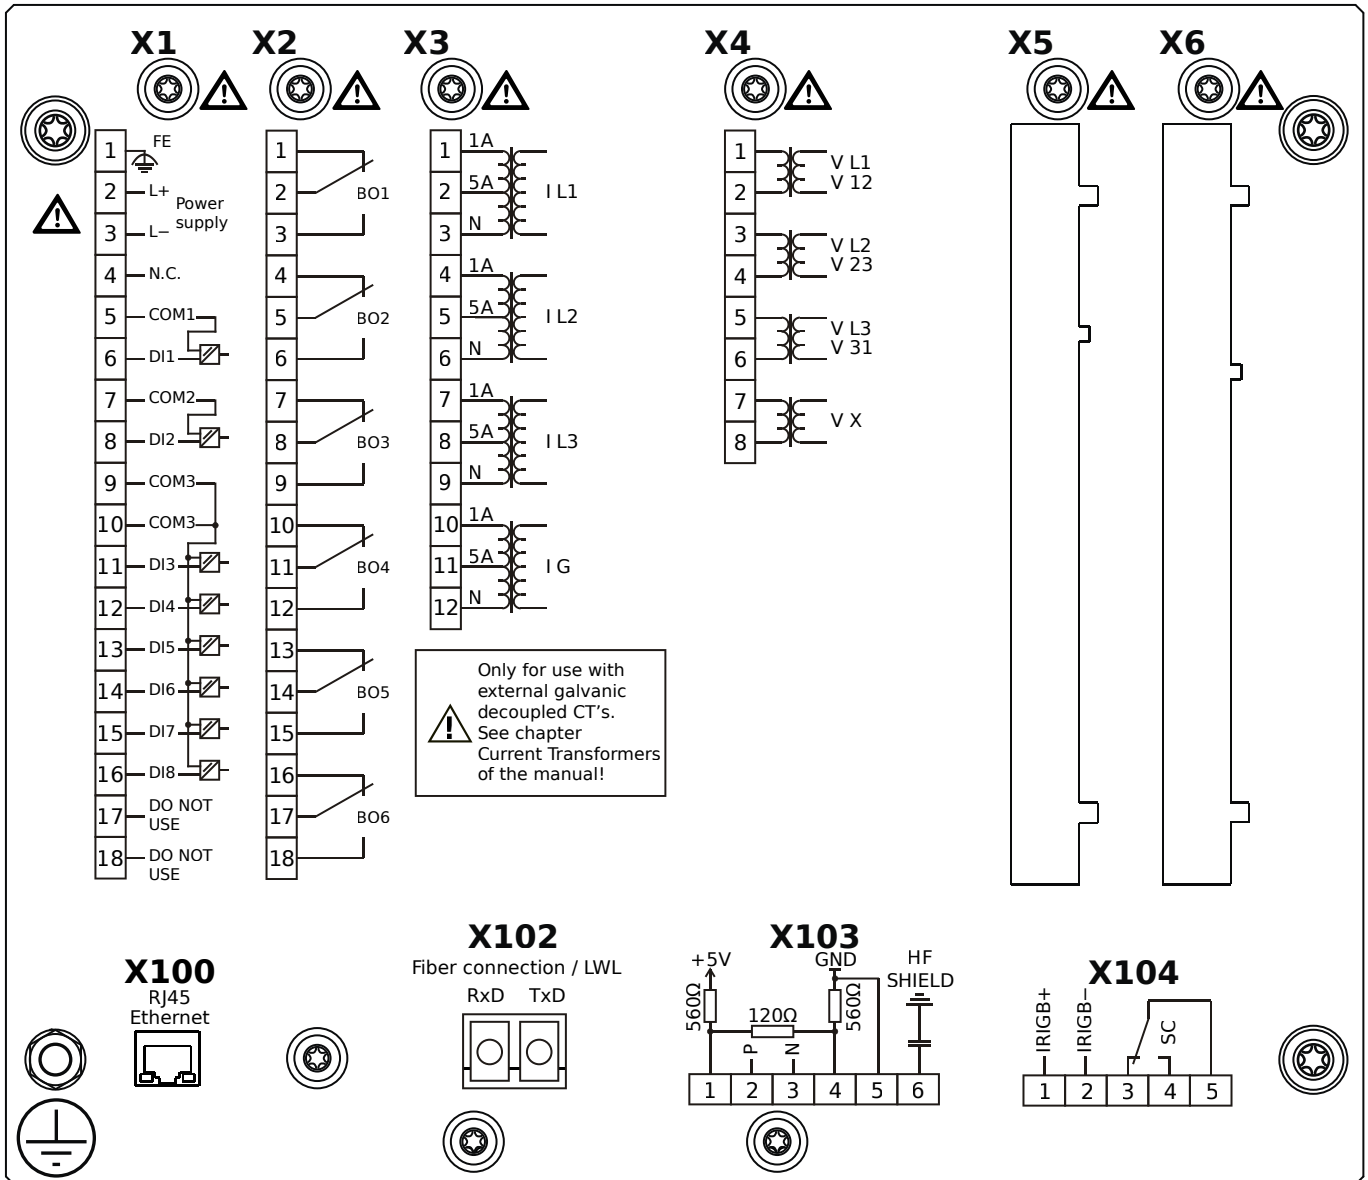 X1
X2
X3
X4
X5
X6
1
FE
2
L+
Power
supply
3
L−
4
N.C.
5
COM1
6
DI1
7
COM2
8
DI2
9
COM3
10
COM3
11
DI3
12
DI4
13
DI5
14
DI6
15
DI7
16
DI8
17
DO NOT
USE
18
DO NOT
USE
1
2
BO1
3
4
5
BO2
6
7
8
BO3
9
10
11
BO4
12
13
14
BO5
15
16
17
BO6
18
1
1A
2
5A
I L1
3
N
4
1A
5
5A
I L2
6
N
7
1A
8
5A
I L3
9
N
10
1A
11
5A
I G
12
N
Only for use with
external galvanic
decoupled CT's.
See chapter
Current Transformers
of the manual!
1
V L1
2
V 12
3
V L2
4
V 23
5
V L3
6
V 31
7
V X
8
X100
RJ45
Ethernet
X102
Fiber connection / LWL
RxD TxD
X103
+5V
GND
HF
SHIELD
560Ω
120Ω
560Ω
P
N
1 2 3 4 5 6
X104
IRIGB+
IRIGB−
SC
1 2 3 4 5